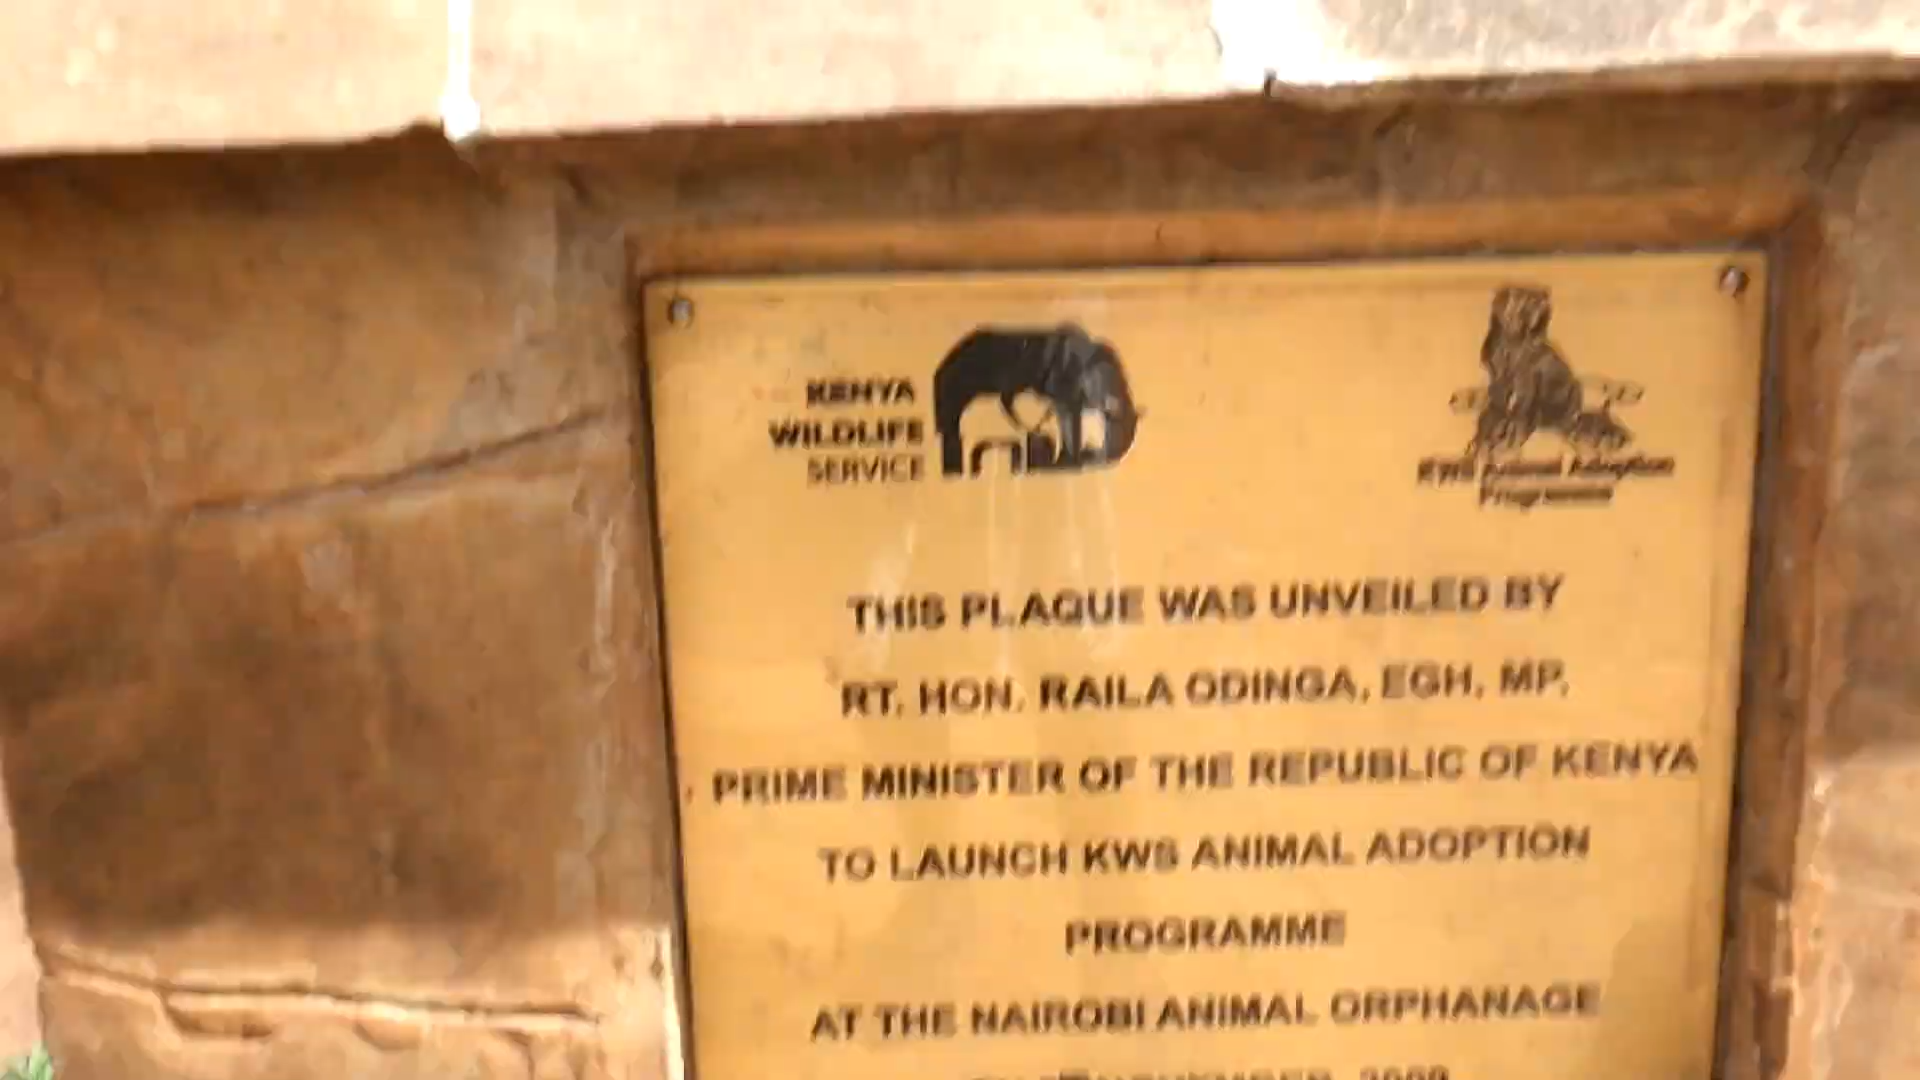 KENYA
WILDLIFE
SERVICE
KWS Animal Adoption
Programme
THIS PLAQUE WAS UNVEILED BY
RT. HON. RAILA ODINGA, EGH, MP,
PRIME MINISTER OF THE REPUBLIC OF KENYA
TO LAUNCH KWS ANIMAL ADOPTION
PROGRAMME
AT THE NAIROBI ANIMAL ORPHANAGE